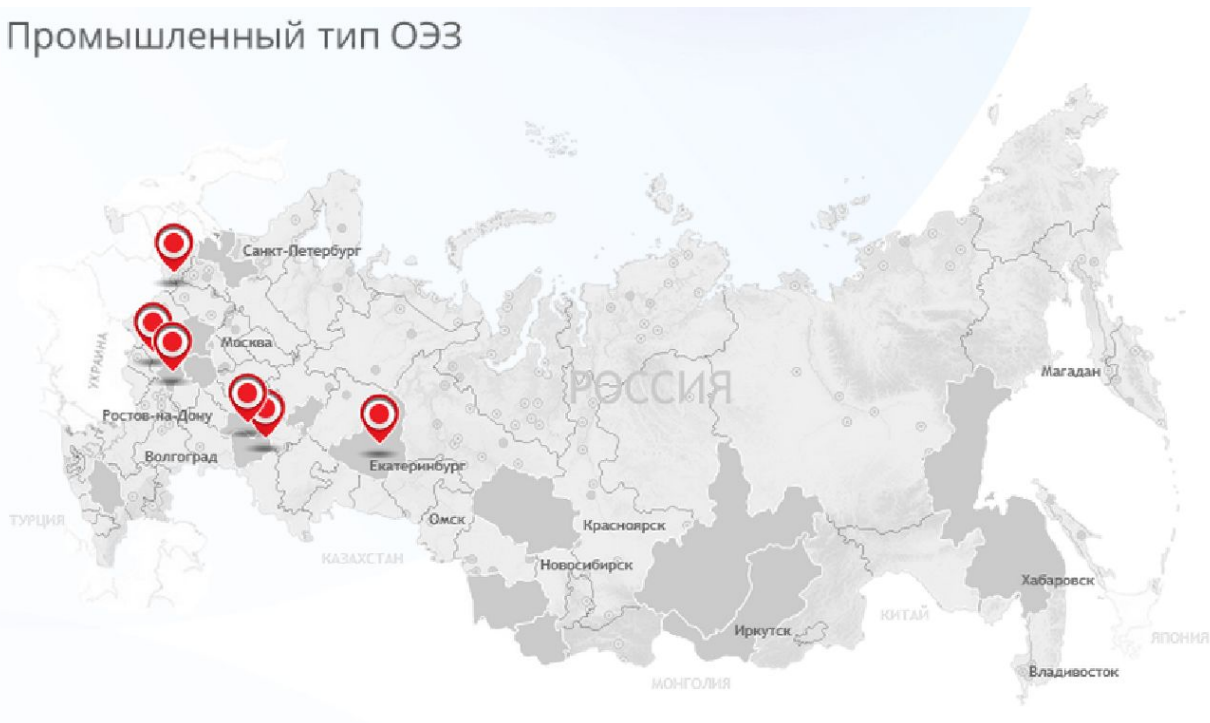 Промышленный тип ОЭЗ
Санкт-Петербург
УКРАИНА
Москва
РОССИЯ
Магадан
Ростов-на-Дону
Волгоград
Екатеринбург
ТУРЦИЯ
Омск
Красноярск
КАЗАХСТАН
Новосибирск
Хабаровск
КИТАЙ
Иркутск
ЯПОНИЯ
Владивосток
МОНГОЛИЯ